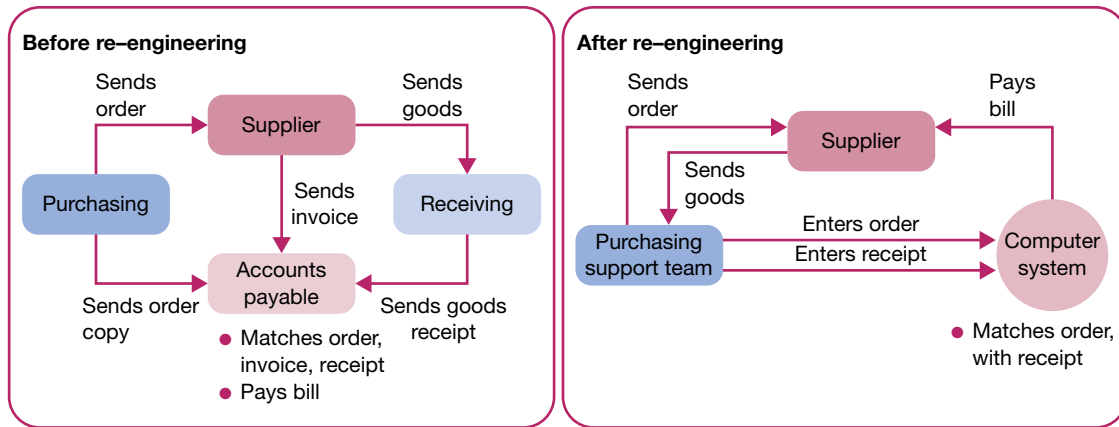 Before re–engineering
Sends
order
Sends
goods
Supplier
Purchasing
Sends
invoice
Receiving
Accounts
payable
Sends order
copy
Sends goods
receipt
Matches order,
invoice, receipt
Pays bill
After re–engineering
Sends
order
Pays
bill
Supplier
Sends
goods
Purchasing
support team
Enters order
Enters receipt
Computer
system
Matches order,
with receipt